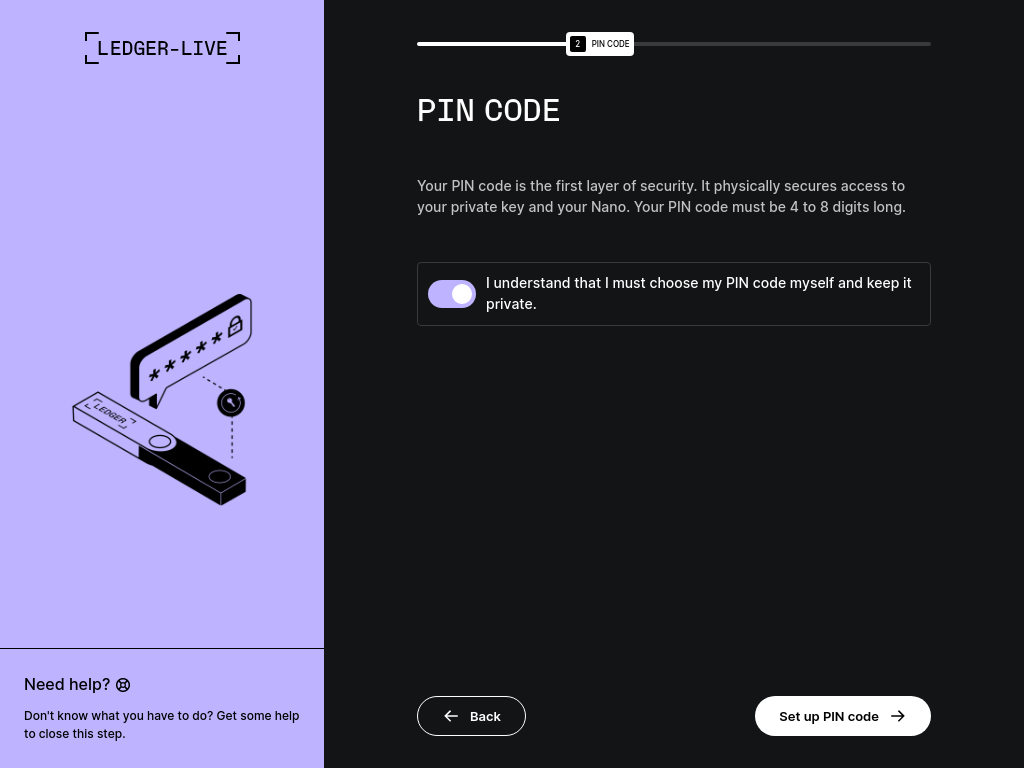 LEDGER-LIVE
2 PIN CODE
PIN CODE
Your PIN code is the first layer of security. It physically secures access to
your private key and your Nano. Your PIN code must be 4 to 8 digits long.
I understand that I must choose my PIN code myself and keep it
private.
*****
LEDGER
Need help?
Don't know what you have to do? Get some help
to close this step.
Back
Set up PIN code